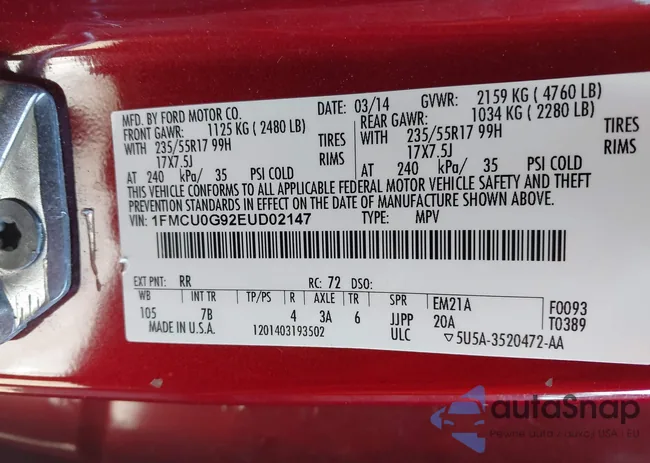 MFD. BY FORD MOTOR CO. DATE: 03/14 GVWR: 2159 KG ( 4760 LB)
FRONT GAWR: 1125 KG ( 2480 LB) REAR GAWR: 1034 KG ( 2280 LB)
WITH 235/55R17 99H TIRES WITH 235/55R17 99H TIRES
17X7.5J RIMS 17X7.5J RIMS
AT 240 kPa/ 35 PSI COLD AT 240 kPa/ 35 PSI COLD
THIS VEHICLE CONFORMS TO ALL APPLICABLE FEDERAL MOTOR VEHICLE SAFETY AND THEFT
PREVENTION STANDARDS IN EFFECT ON THE DATE OF MANUFACTURE SHOWN ABOVE.
VIN: 1FMCU0G92EUD02147 TYPE: MPV
EXT PNT: RR RC: 72 DSO:
WB INT TR TP/PS R AXLE TR SPR EM21A F0093
105 7B 4 3A 6 JJPP 20A T0389
MADE IN U.S.A. 1201403193502 ULC ▽5U5A-3520472-AA
autoSnap
Pewne auta z aukcji USA - EU